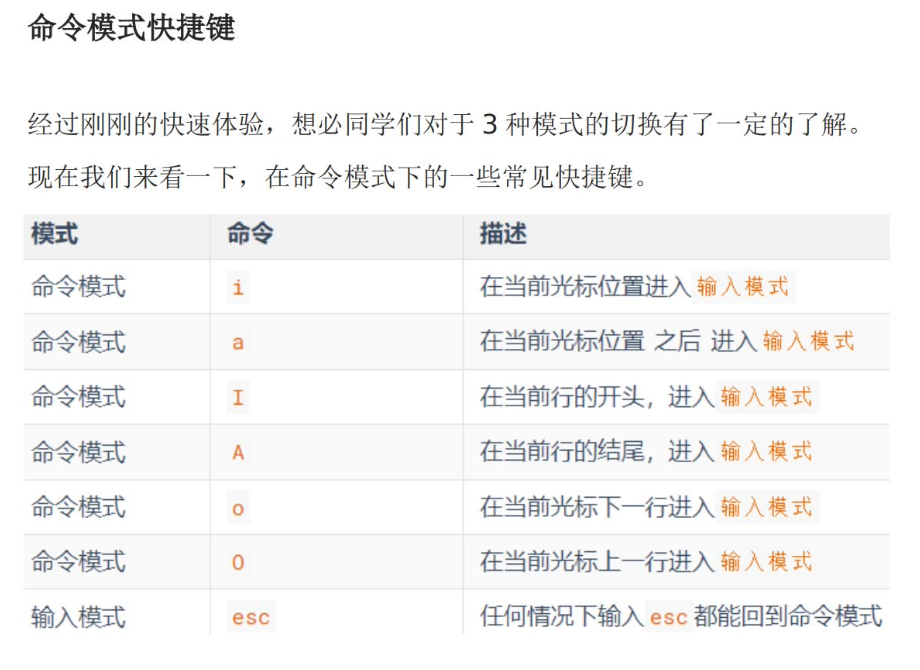 命令模式快捷键
经过刚刚的快速体验，想必同学们对于 3 种模式的切换有了一定的了解。
现在我们来看一下，在命令模式下的一些常见快捷键。
模式 命令 描述
命令模式 i 在当前光标位置进入 输入模式
命令模式 a 在当前光标位置 之后 进入 输入模式
命令模式 I 在当前行的开头，进入 输入模式
命令模式 A 在当前行的结尾，进入 输入模式
命令模式 o 在当前光标下一行进入 输入模式
命令模式 O 在当前光标上一行进入 输入模式
输入模式 esc 任何情况下输入 esc 都能回到命令模式